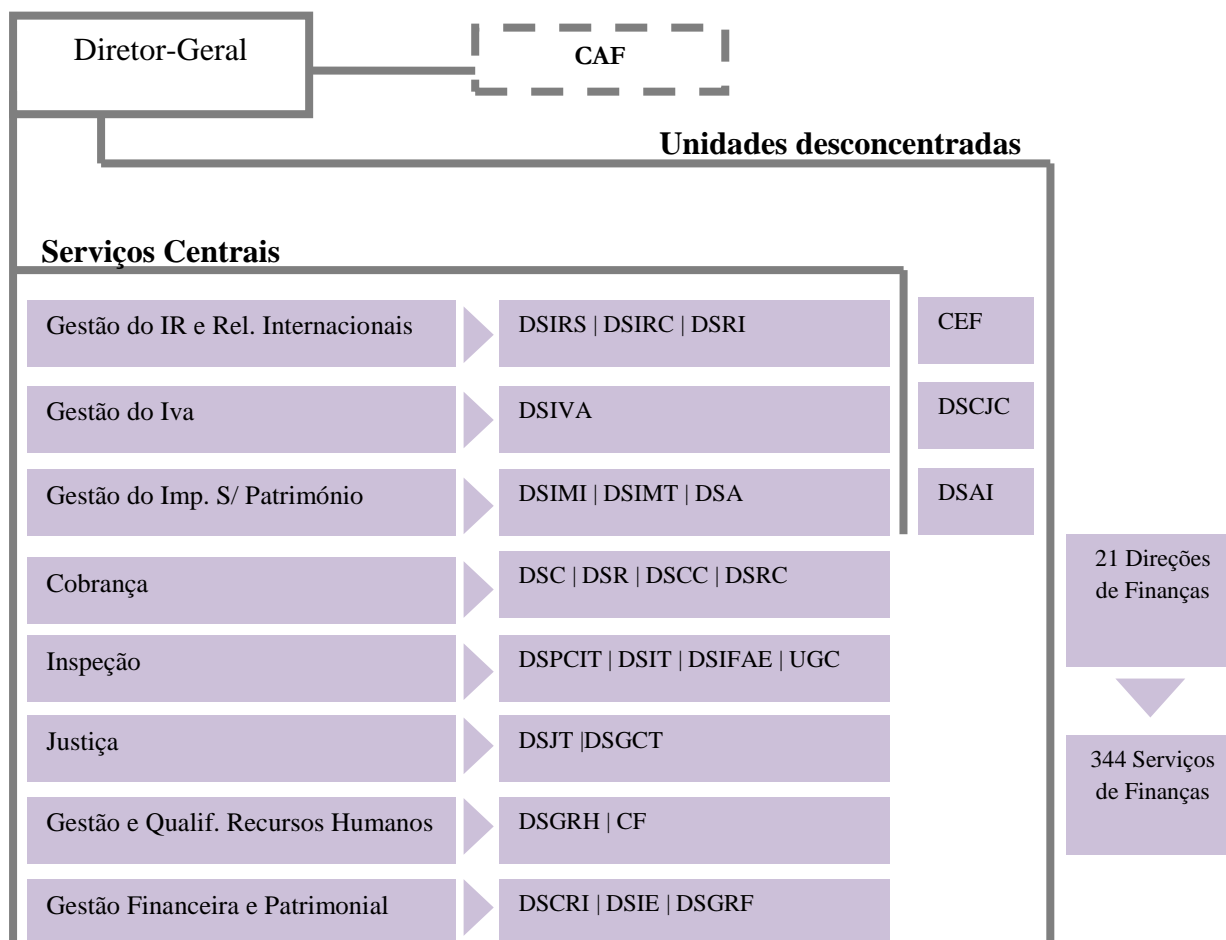 Diretor-Geral
CAF
Unidades desconcentradas
Serviços Centrais
Gestão do IR e Rel. Internacionais
DSIRS | DSIRC | DSRI
CEF
Gestão do Iva
DSIVA
DSCJC
Gestão do Imp. S/ Património
DSIMI | DSIMT | DSA
DSAI
Cobrança
DSC | DSR | DSCC | DSRC
21 Direções
de Finanças
Inspeção
DSPCIT | DSIT | DSIFAE | UGC
Justiça
DSJT |DSGCT
344 Serviços
de Finanças
Gestão e Qualif. Recursos Humanos
DSGRH | CF
Gestão Financeira e Patrimonial
DSCRI | DSIE | DSGRF